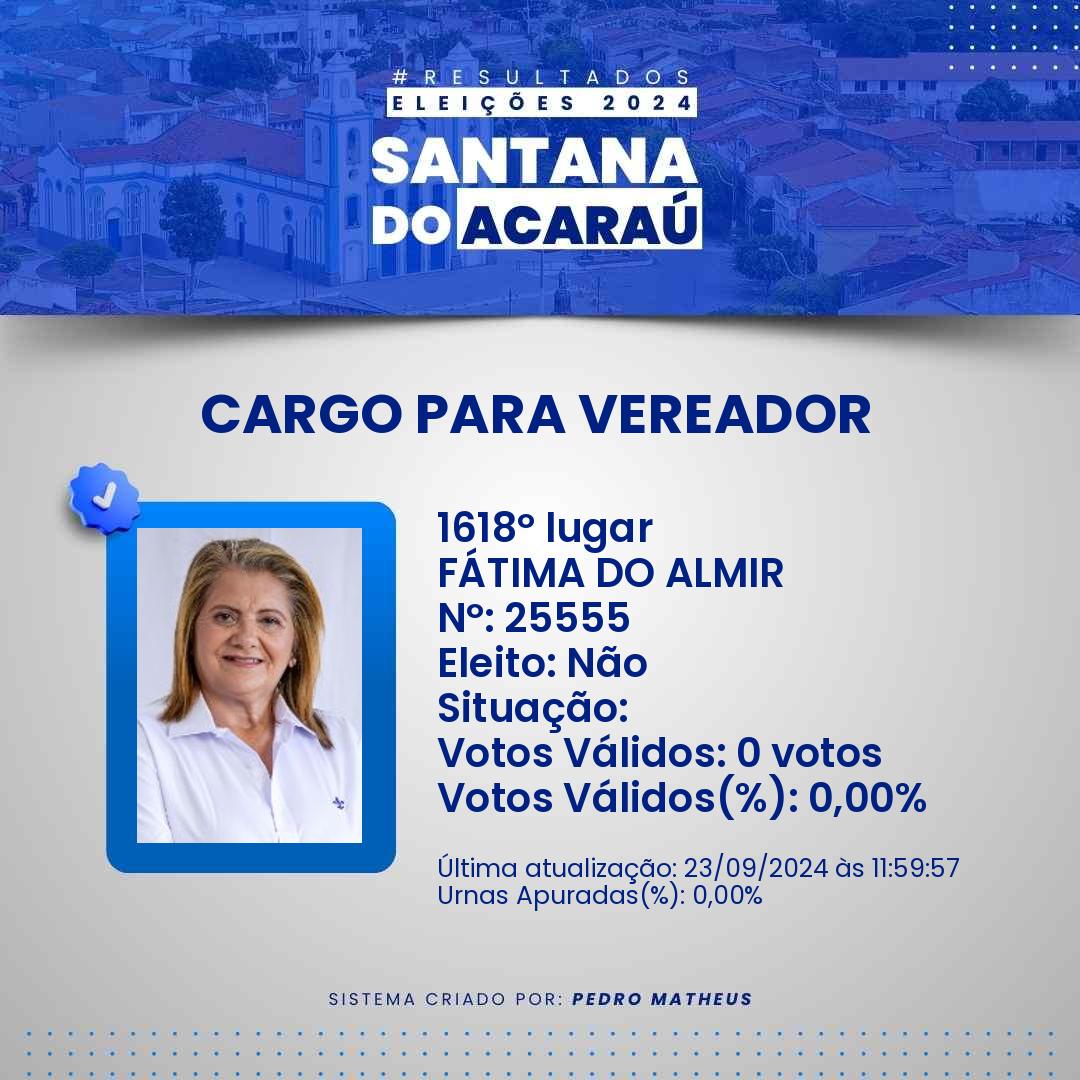 #RESULTADOS
ELEIÇÕES 2024
SANTANA
DO ACARAÚ
CARGO PARA VEREADOR
1618º lugar
FÁTIMA DO ALMIR
Nº: 25555
Eleito: Não
Situação:
Votos Válidos: 0 votos
Votos Válidos(%): 0,00%
Última atualização: 23/09/2024 às 11:59:57
Urnas Apuradas(%): 0,00%
SISTEMA CRIADO POR: PEDRO MATHEUS